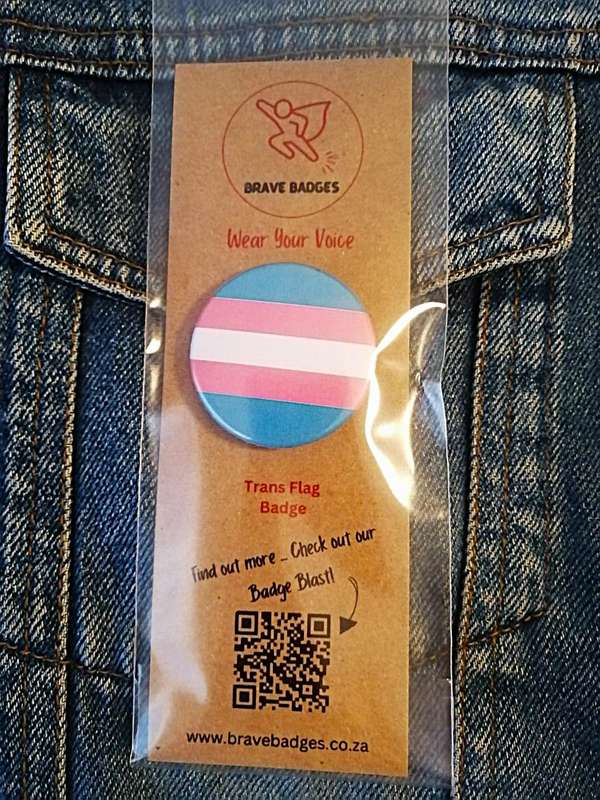 BRAVE BADGES
Wear Your Voice
Trans Flag
Badge
Find out more ... Check out our
Badge Blast!
www.bravebadges.co.za